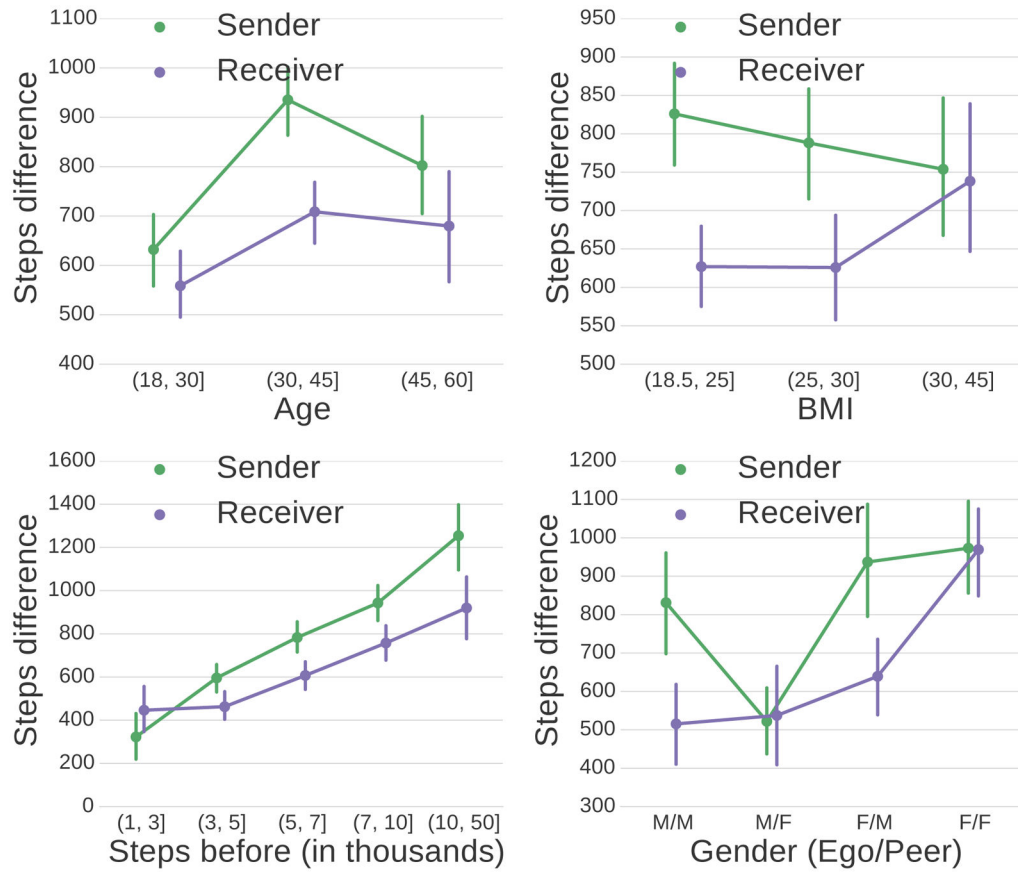 1100
1000
900
800
700
600
500
400
Steps difference
Sender
Receiver
(18, 30] (30, 45] (45, 60]
Age
950
900
850
800
750
700
650
600
550
500
Steps difference
Sender
Receiver
(18.5, 25] (25, 30] (30, 45]
BMI
1600
1400
1200
1000
800
600
400
200
0
Steps difference
Sender
Receiver
(1, 3] (3, 5] (5, 7] (7, 10] (10, 50]
Steps before (in thousands)
1200
1100
1000
900
800
700
600
500
400
300
Steps difference
Sender
Receiver
M/M M/F F/M F/F
Gender (Ego/Peer)